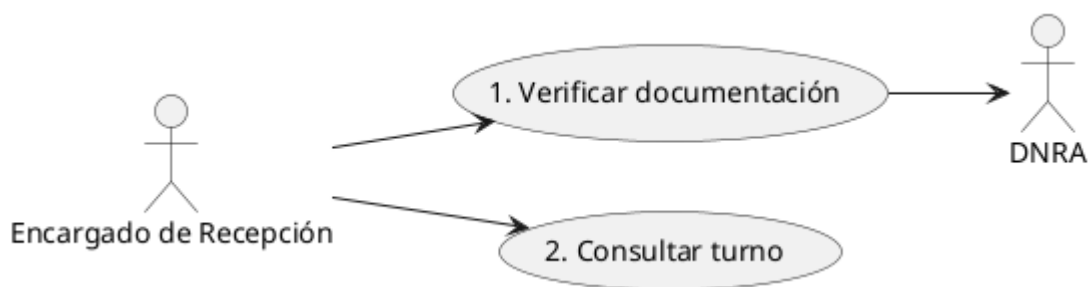 1. Verificar documentación
DNRA
Encargado de Recepción
2. Consultar turno